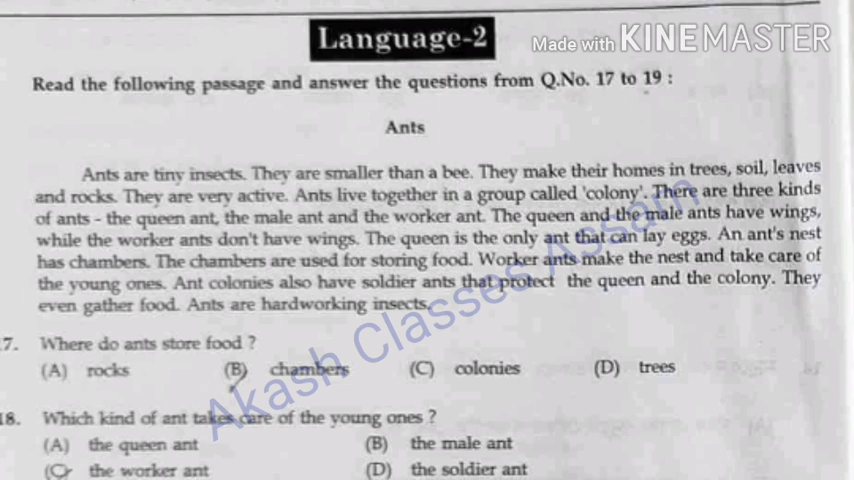 Language-2
Made with KINEMASTER
Read the following passage and answer the questions from Q.No. 17 to 19 :
Ants
Ants are tiny insects. They are smaller than a bee. They make their homes in trees, soil, leaves
and rocks. They are very active. Ants live together in a group called 'colony'. There are three kinds
of ants - the queen ant, the male ant and the worker ant. The queen and the male ants have wings,
while the worker ants don't have wings. The queen is the only ant that can lay eggs. An ant's nest
has chambers. The chambers are used for storing food. Worker ants make the nest and take care of
the young ones. Ant colonies also have soldier ants that protect the queen and the colony. They
even gather food. Ants are hardworking insects.
Akash Classes Assam
7. Where do ants store food ?
(A) rocks (B) chambers (C) colonies (D) trees
18. Which kind of ant takes care of the young ones ?
(A) the queen ant (B) the male ant
(C) the worker ant (D) the soldier ant